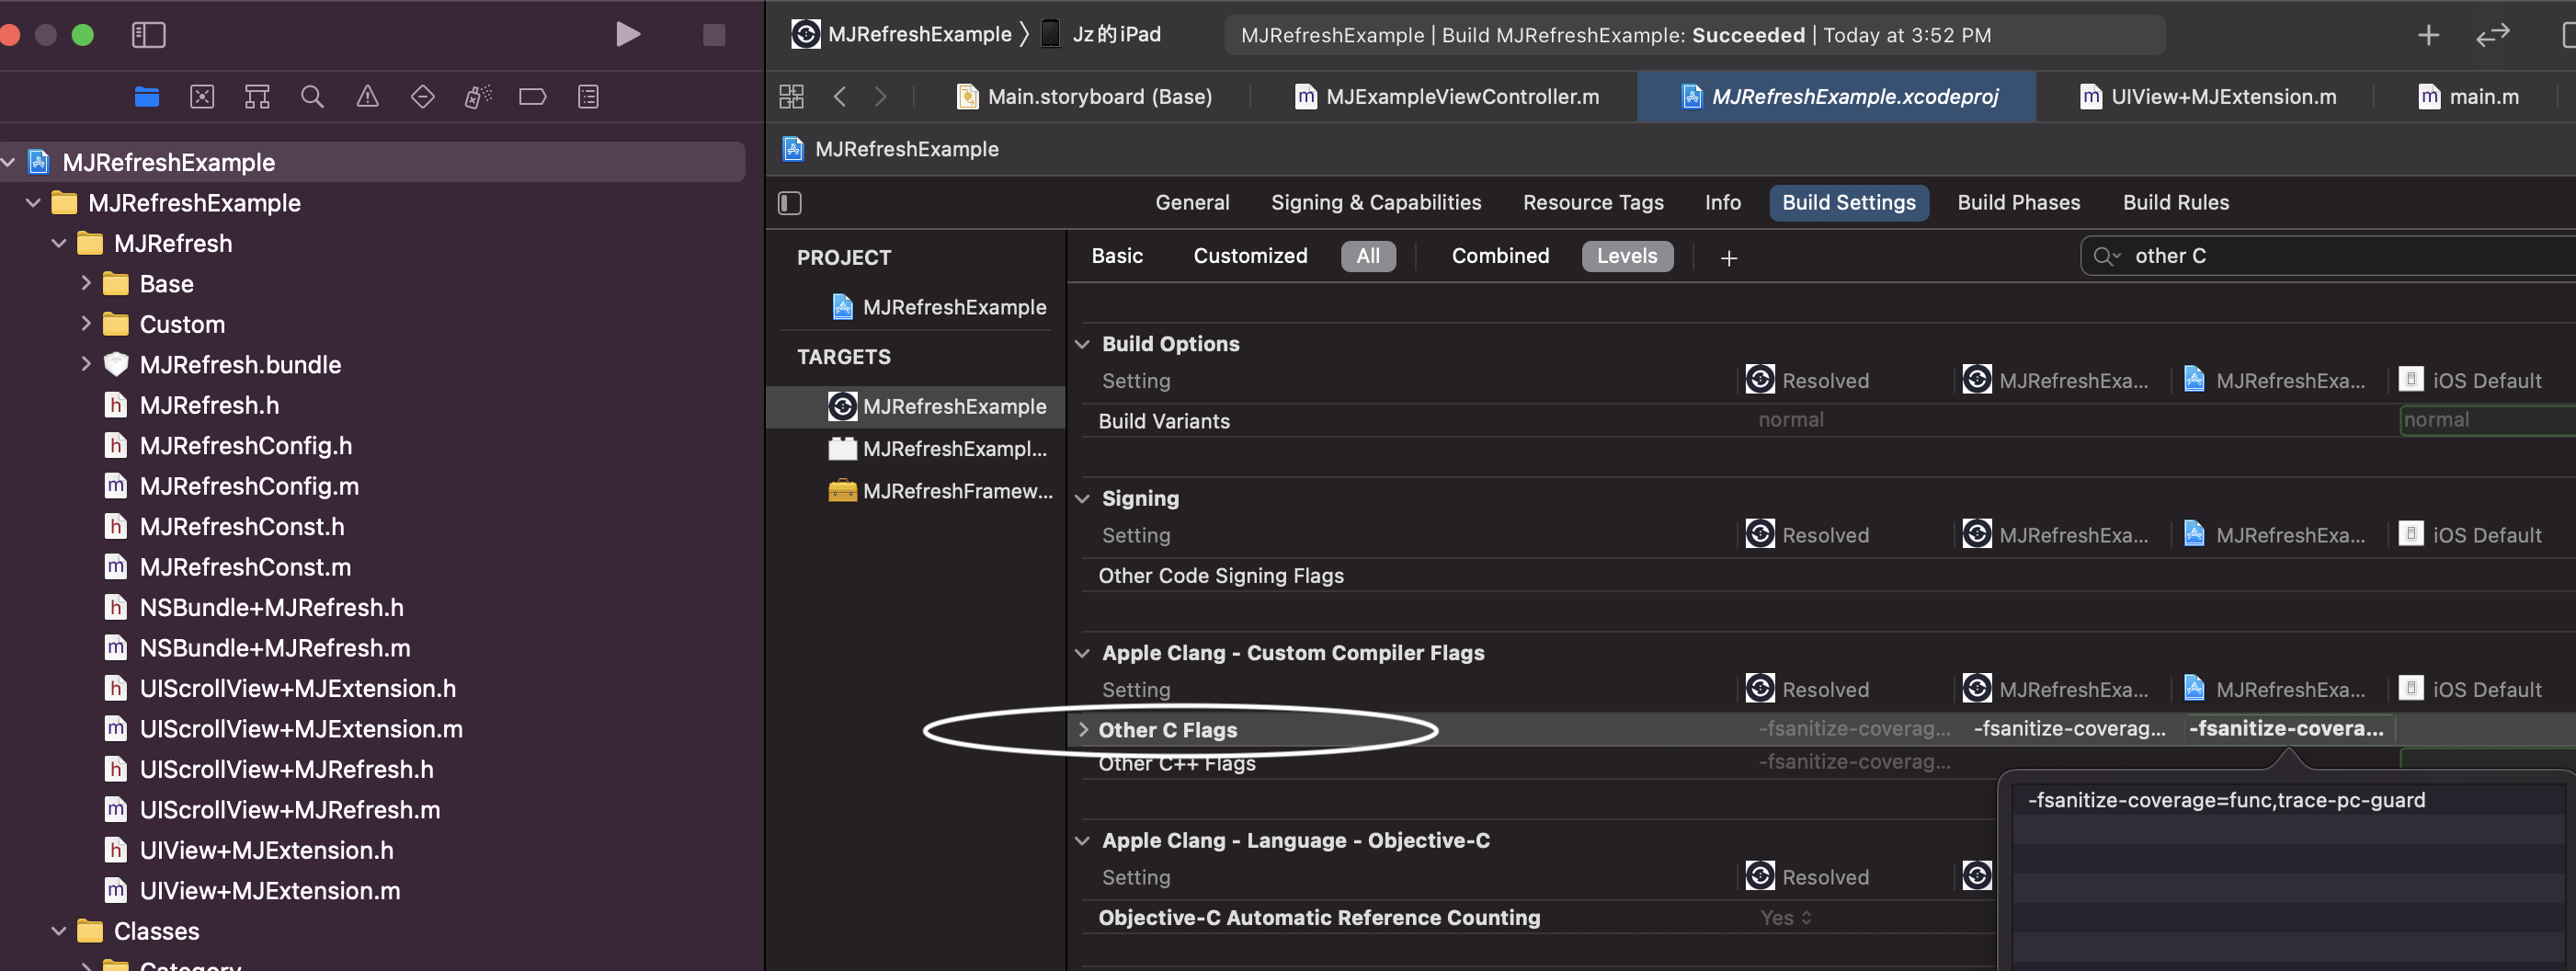 MJRefreshExample
Jz的iPad
MJRefreshExample | Build MJRefreshExample: Succeeded | Today at 3:52 PM
Main.storyboard (Base)
MJExampleViewController.m
MJRefreshExample.xcodeproj
UIView+MJExtension.m
main.m
MJRefreshExample
General
Signing & Capabilities
Resource Tags
Info
Build Settings
Build Phases
Build Rules
Basic
Customized
All
Combined
Levels
other C
MJRefreshExample
MJRefreshExample
MJRefresh
Base
Custom
MJRefresh.bundle
MJRefresh.h
MJRefreshConfig.h
MJRefreshConfig.m
MJRefreshConst.h
MJRefreshConst.m
NSBundle+MJRefresh.h
NSBundle+MJRefresh.m
UIScrollView+MJExtension.h
UIScrollView+MJExtension.m
UIScrollView+MJRefresh.h
UIScrollView+MJRefresh.m
UIView+MJExtension.h
UIView+MJExtension.m
Classes
Category
PROJECT
MJRefreshExample
TARGETS
MJRefreshExample
MJRefreshExampl...
MJRefreshFramew...
Build Options
Setting Resolved MJRefreshExa... MJRefreshExa... iOS Default
Build Variants normal normal
Signing
Setting Resolved MJRefreshExa... MJRefreshExa... iOS Default
Other Code Signing Flags
Apple Clang - Custom Compiler Flags
Setting Resolved MJRefreshExa... MJRefreshExa... iOS Default
Other C Flags -fsanitize-coverag... -fsanitize-coverag... -fsanitize-covera...
Other C++ Flags -fsanitize-coverag...
-fsanitize-coverage=func,trace-pc-guard
Apple Clang - Language - Objective-C
Setting Resolved
Objective-C Automatic Reference Counting Yes